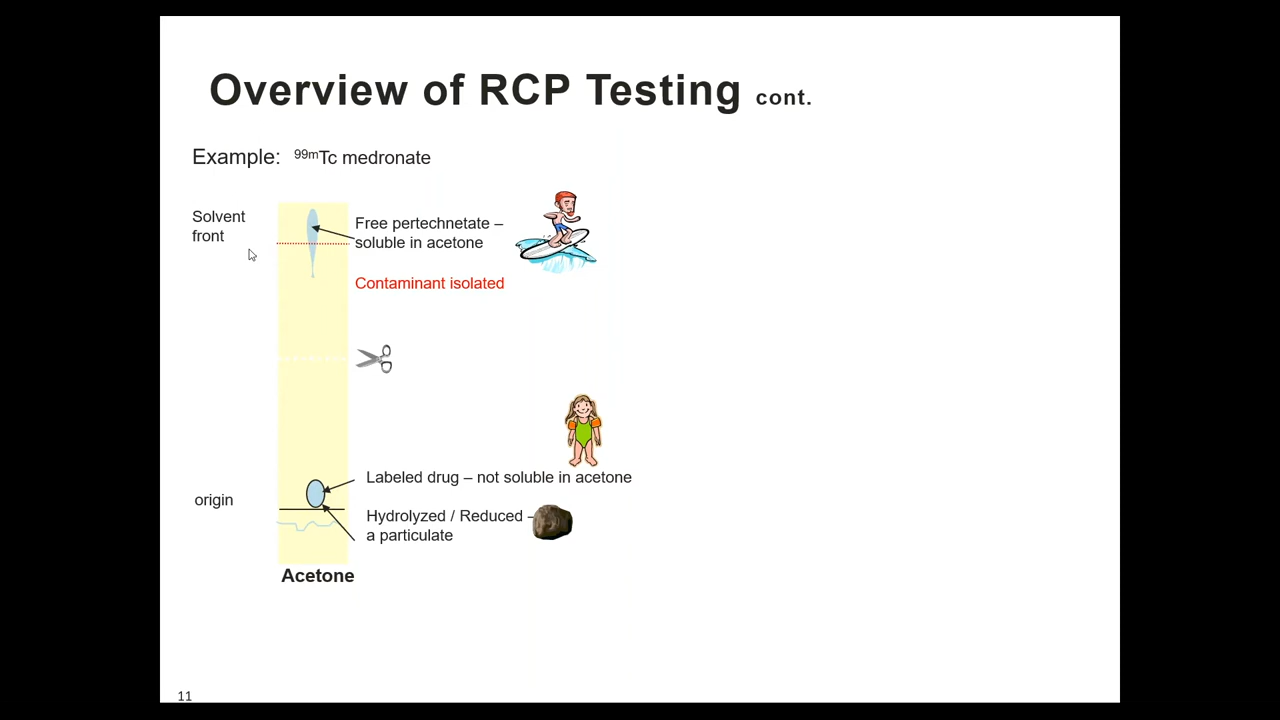 Overview of RCP Testing cont.
Example: 99mTc medronate
Solvent
front
Free pertechnetate –
soluble in acetone
Contaminant isolated
Labeled drug – not soluble in acetone
origin
Hydrolyzed / Reduced –
a particulate
Acetone
11